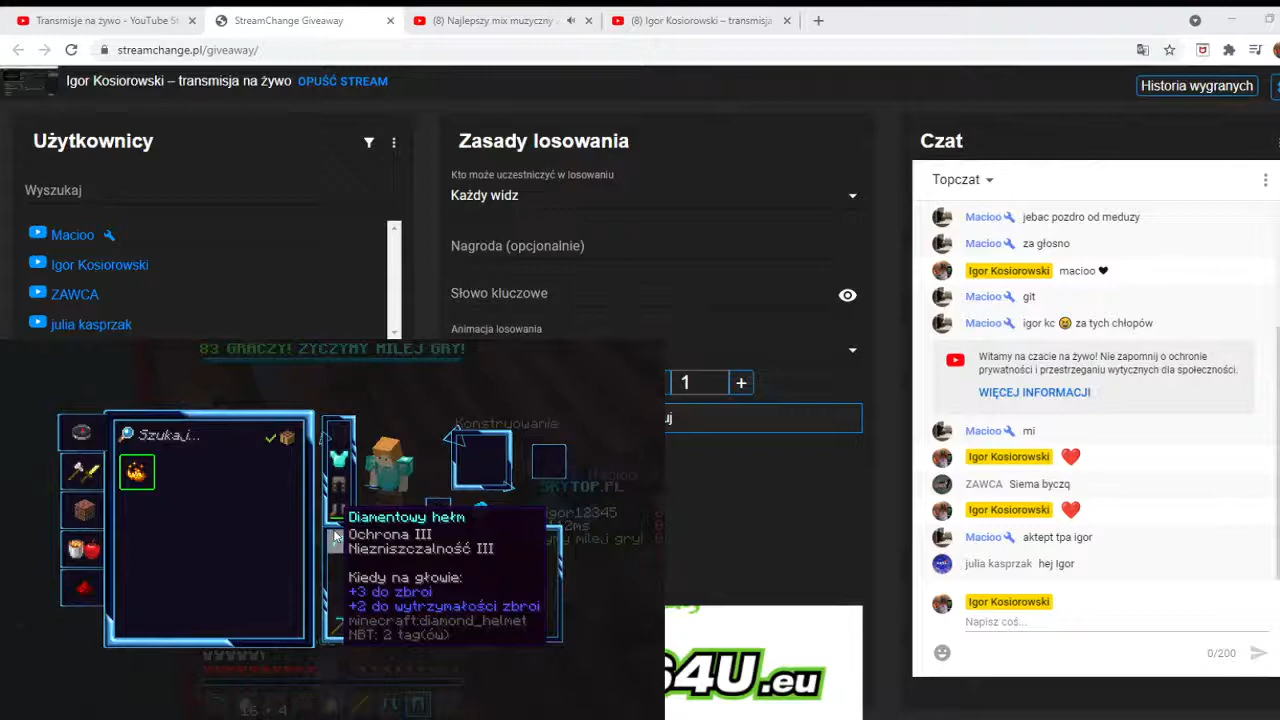 Transmisje na żywo - YouTube St
StreamChange Giveaway
(8) Najlepszy mix muzyczny
(8) Igor Kosiorowski – transmisja
streamchange.pl/giveaway/
Igor Kosiorowski – transmisja na żywo OPUŚĆ STREAM
Historia wygranych
Użytkownicy
Wyszukaj
Macioo
Igor Kosiorowski
ZAWCA
julia kasprzak
Zasady losowania
Kto może uczestniczyć w losowaniu
Każdy widz
Nagroda (opcjonalnie)
Słowo kluczowe
Animacja losowania
1 +
uj
Czat
Topczat
Macioo jebac pozdro od meduzy
Macioo za głosno
Igor Kosiorowski macioo ♥
Macioo git
Macioo igor kc 😆 za tych chłopów
Witamy na czacie na żywo! Nie zapomnij o ochronie
prywatności i przestrzeganiu wytycznych dla społeczności.
WIĘCEJ INFORMACJI
Macioo mi
Igor Kosiorowski ❤️
ZAWCA Siema byczq
Igor Kosiorowski ❤️
Macioo aktept tpa igor
julia kasprzak hej Igor
Igor Kosiorowski
Napisz coś...
0/200
83 GRACZY! ŻYCZYMY MIŁEJ GRY!
Szukaj...
Konstruowanie
SKYTOP.PL
Diamentowy hełm
Ochrona III
Niezniszczalność III
Kiedy na głowie:
+3 do zbroi
+2 do wytrzymałości zbroi
minecraft:diamond_helmet
NBT: 2 tag(ów)
64U.eu